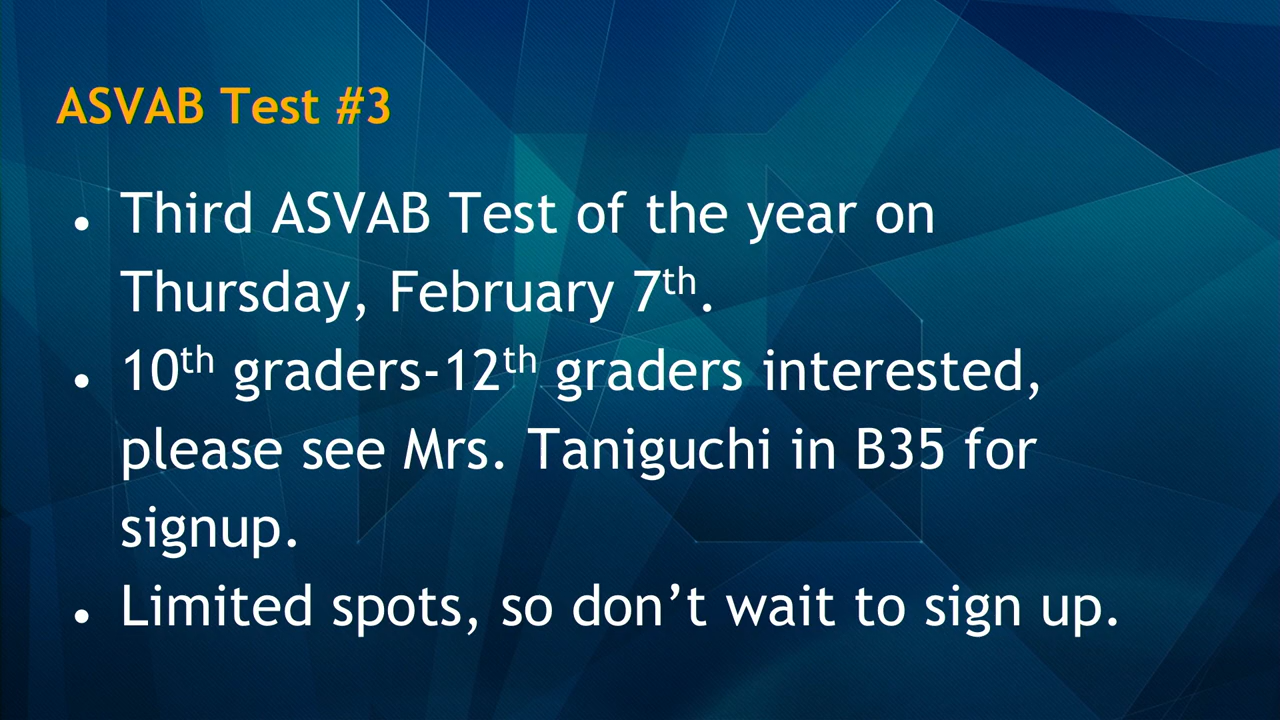 ASVAB Test #3
• Third ASVAB Test of the year on
Thursday, February 7th.
• 10th graders-12th graders interested,
please see Mrs. Taniguchi in B35 for
signup.
• Limited spots, so don’t wait to sign up.